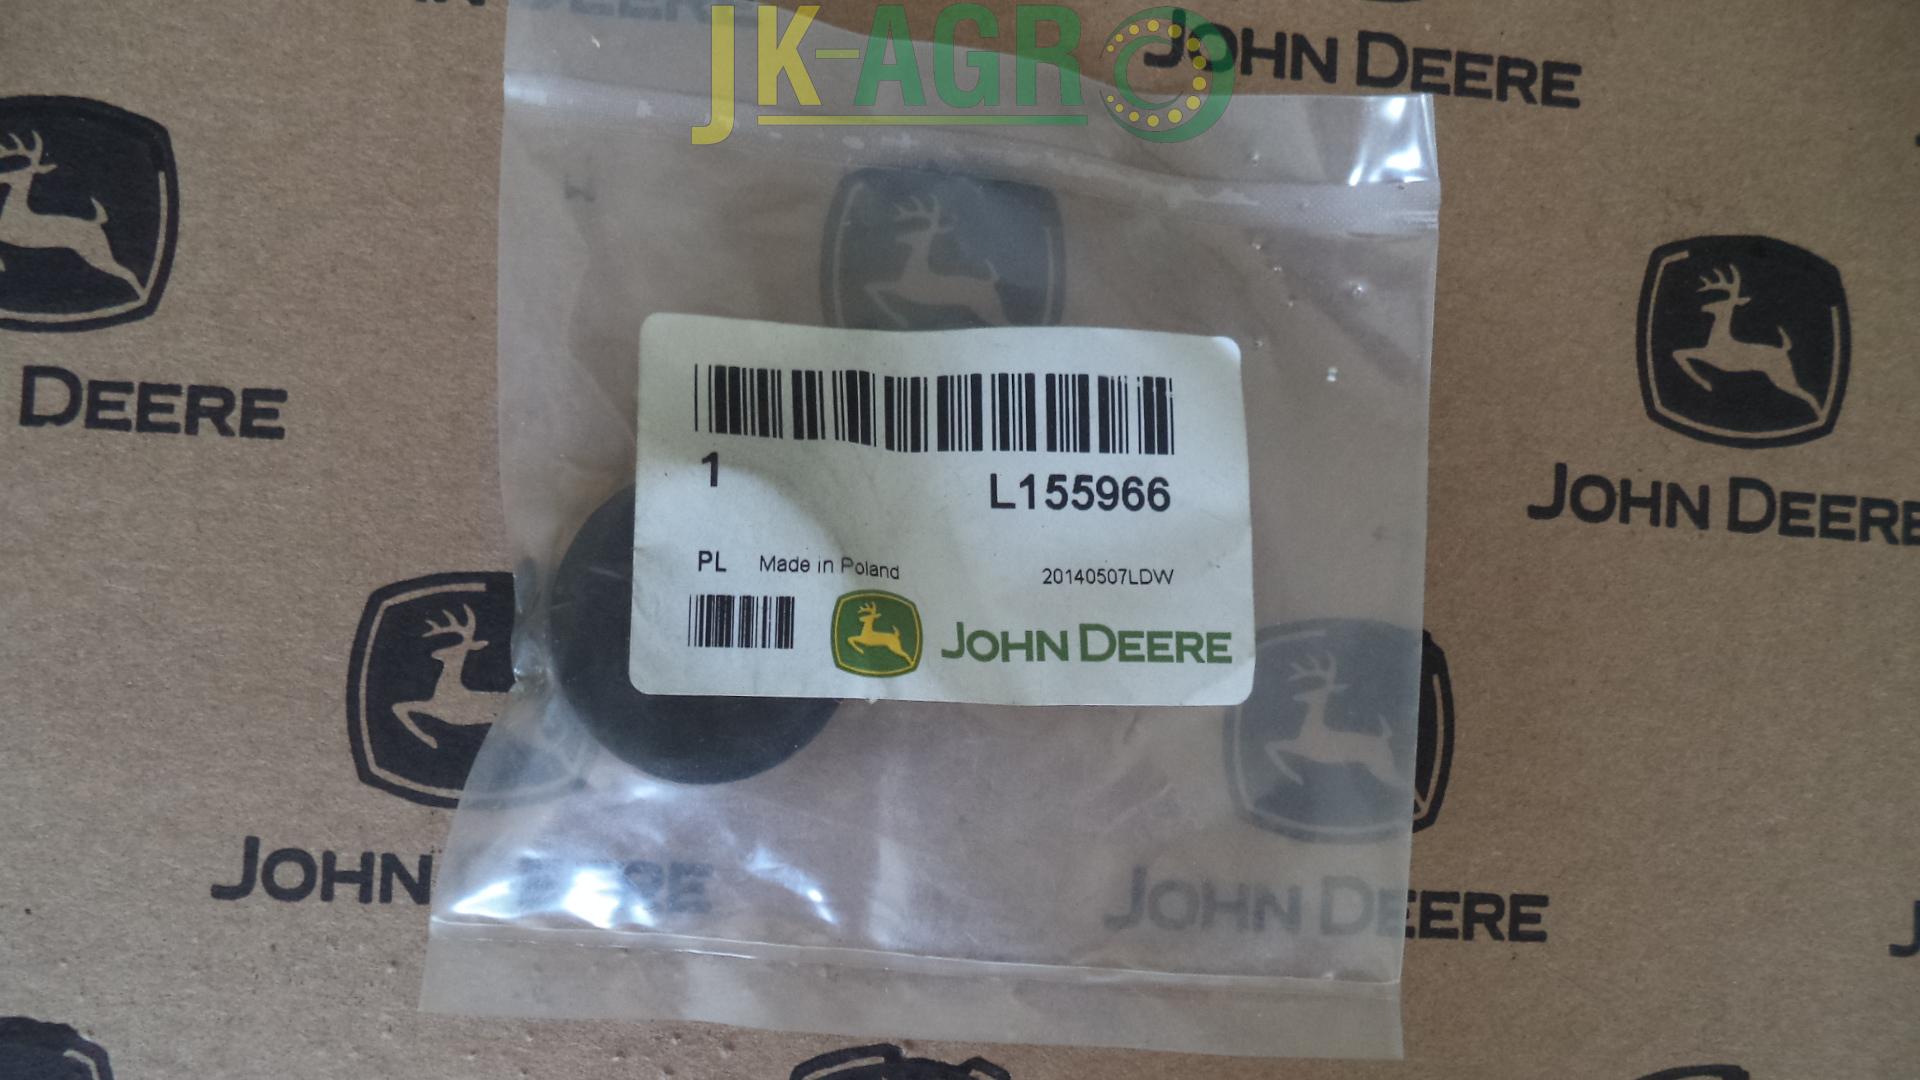 JK-AGRO
JOHN DEERE
DEERE
1
L155966
PL Made in Poland
20140507LDW
JOHN DEERE
JOHN DEERE
JOHN DEERE
JOHN DEERE